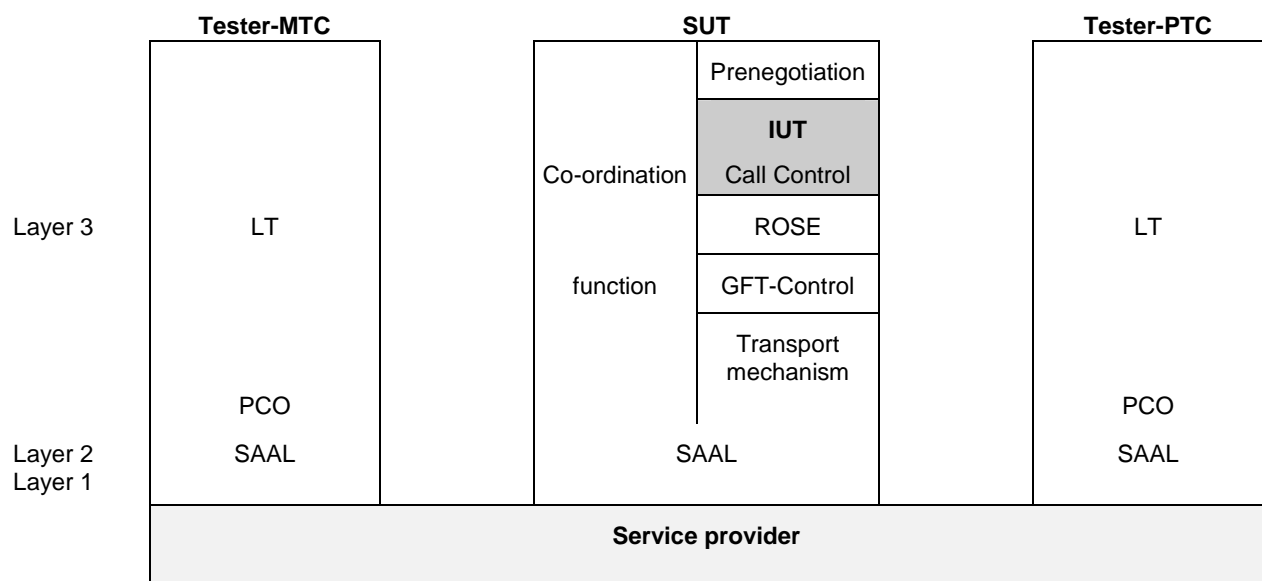 Tester-MTC SUT Tester-PTC
Prenegotiation
IUT
Co-ordination Call Control
Layer 3 LT ROSE LT
function GFT-Control
Transport
mechanism
PCO PCO
Layer 2 SAAL SAAL SAAL
Layer 1
Service provider